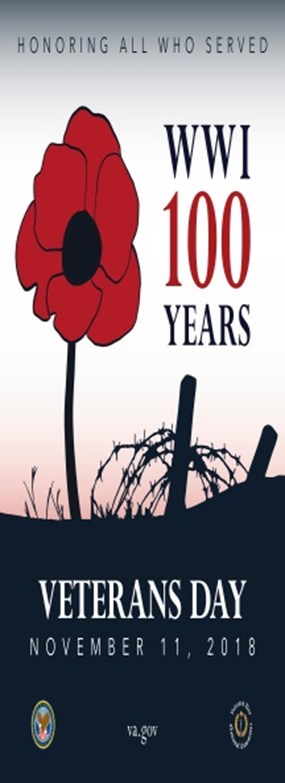 HONORING ALL WHO SERVED
WWI
100
YEARS
VETERANS DAY
NOVEMBER 11, 2018
va.gov